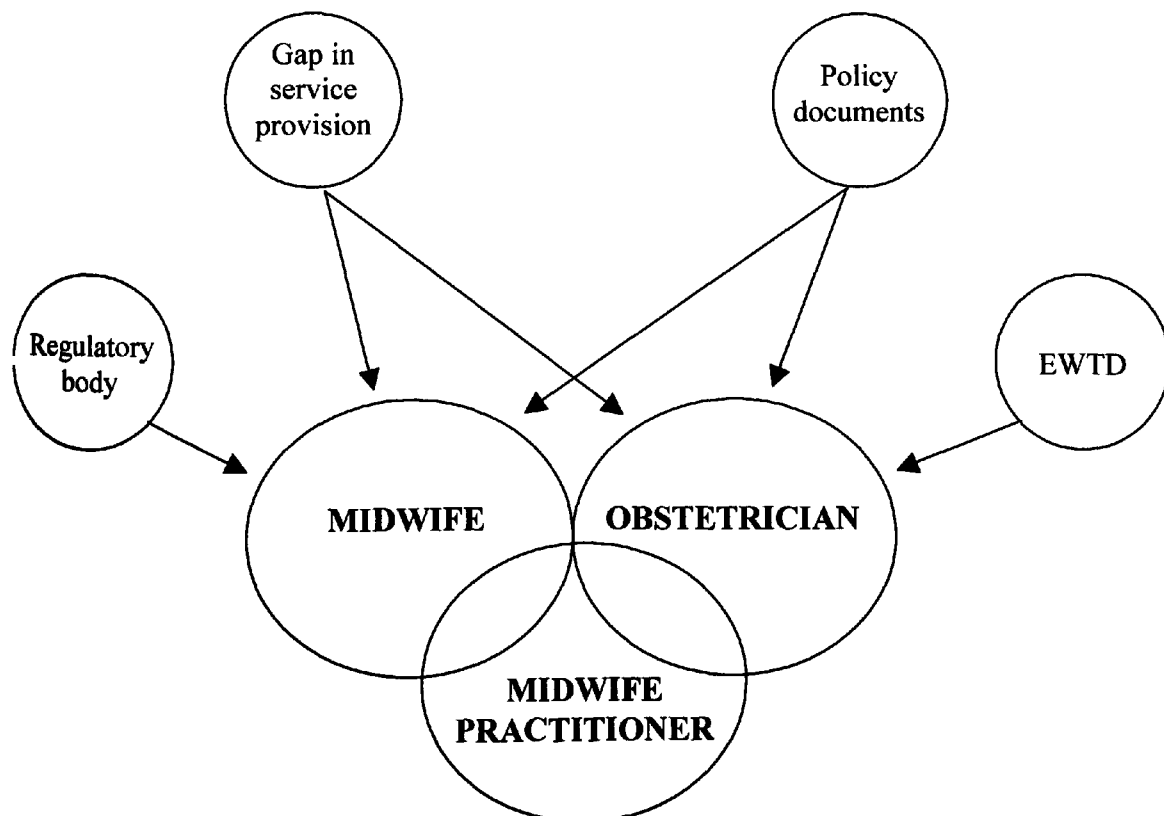 Gap in
service
provision
Policy
documents
Regulatory
body
EWTD
MIDWIFE
OBSTETRICIAN
MIDWIFE
PRACTITIONER